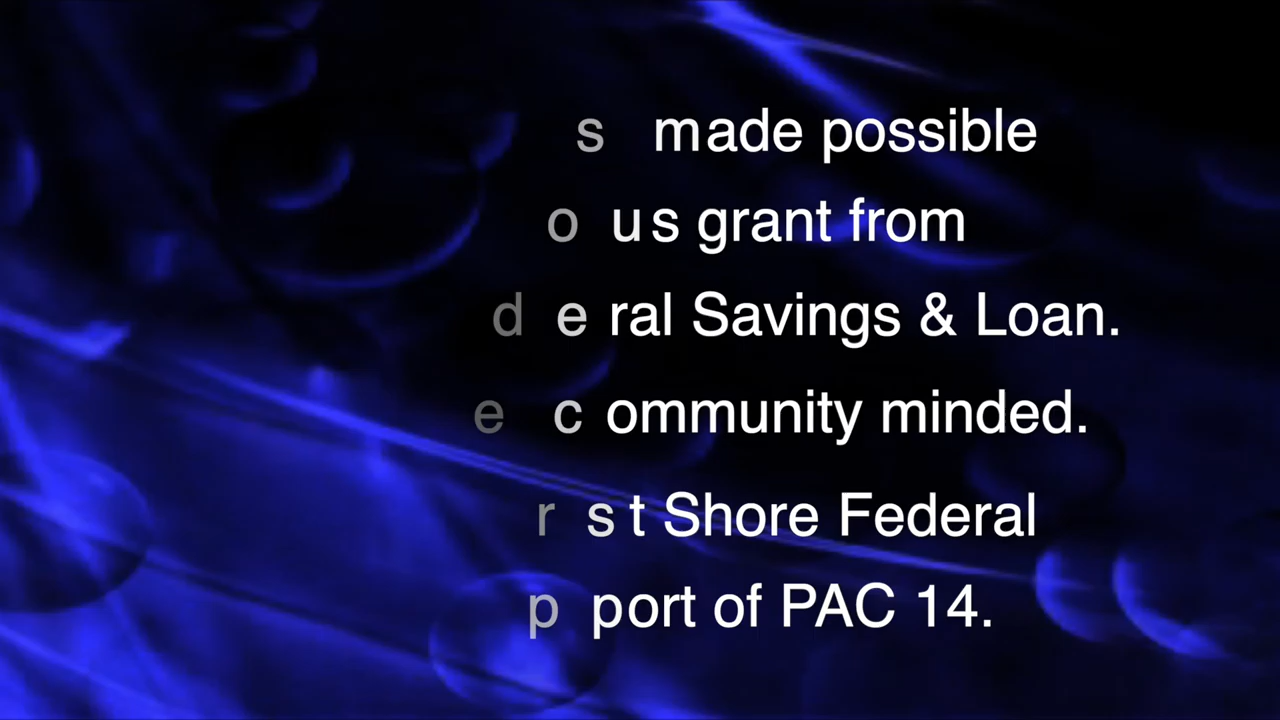 s made possible
o us grant from
d e ral Savings & Loan.
e c ommunity minded.
r s t Shore Federal
p port of PAC 14.